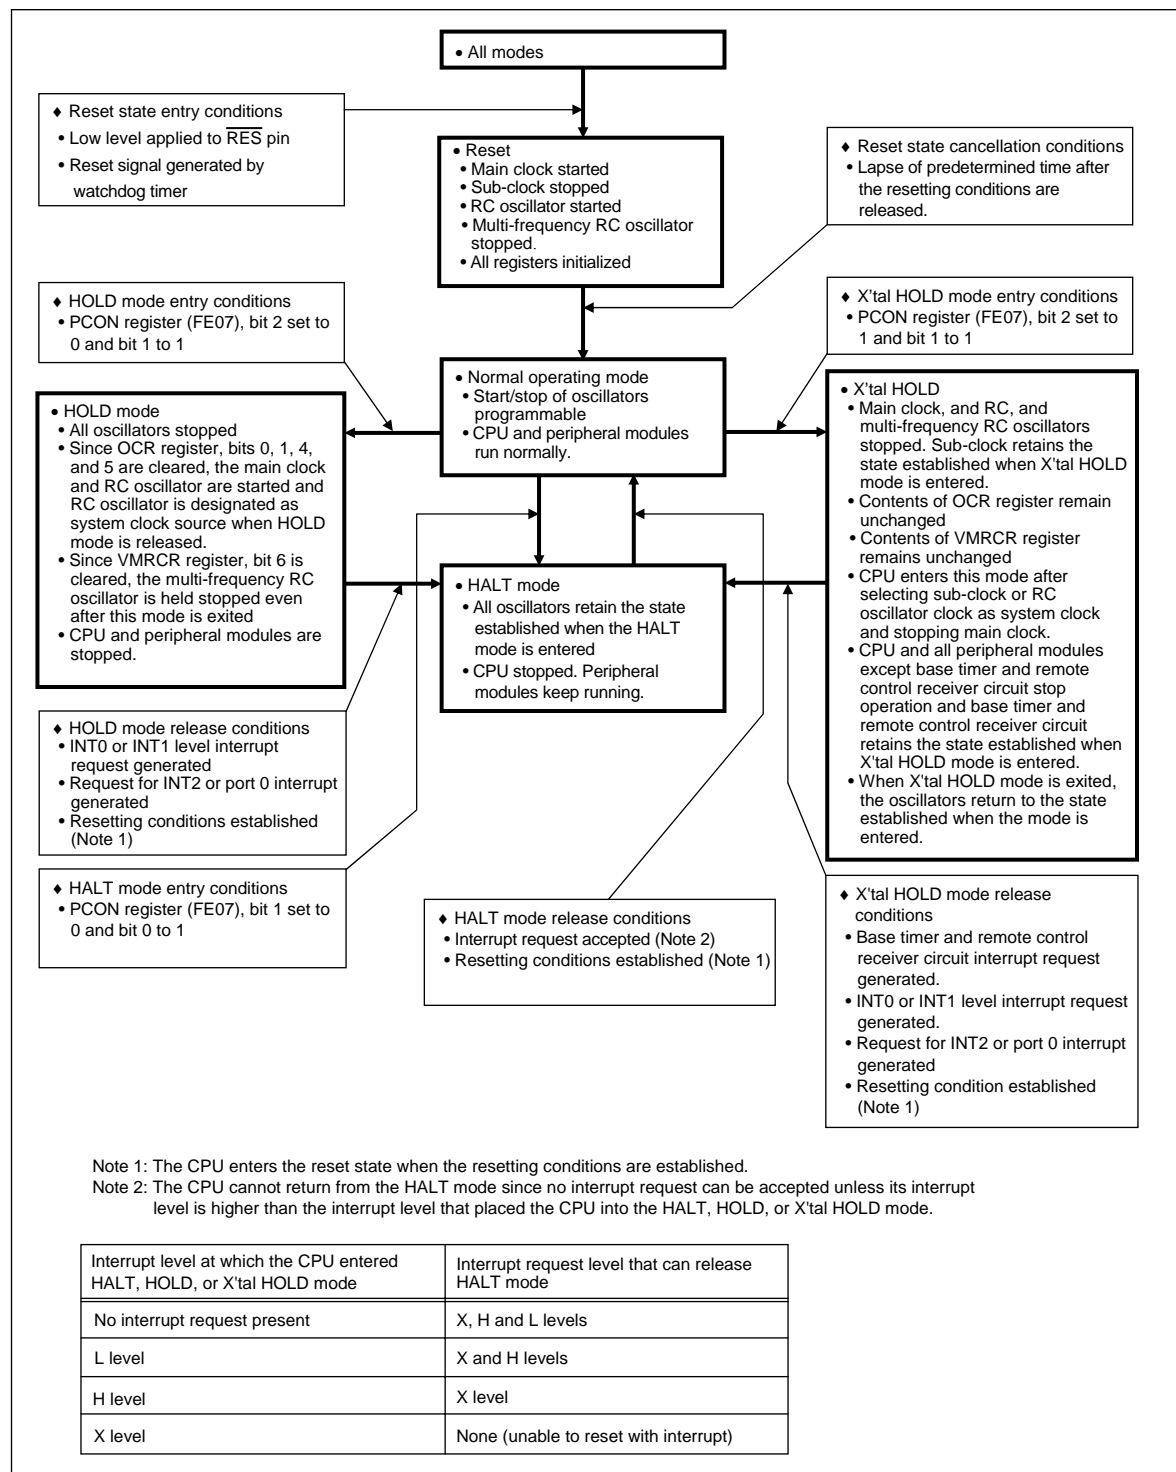 • All modes
♦ Reset state entry conditions
• Low level applied to RES pin
• Reset signal generated by
watchdog timer
• Reset
• Main clock started
• Sub-clock stopped
• RC oscillator started
• Multi-frequency RC oscillator
stopped.
• All registers initialized
♦ Reset state cancellation conditions
• Lapse of predetermined time after
the resetting conditions are
released.
♦ HOLD mode entry conditions
• PCON register (FE07), bit 2 set to
0 and bit 1 to 1
♦ X'tal HOLD mode entry conditions
• PCON register (FE07), bit 2 set to
1 and bit 1 to 1
• Normal operating mode
• Start/stop of oscillators
programmable
• CPU and peripheral modules
run normally.
• HOLD mode
• All oscillators stopped
• Since OCR register, bits 0, 1, 4,
and 5 are cleared, the main clock
and RC oscillator are started and
RC oscillator is designated as
system clock source when HOLD
mode is released.
• Since VMRCR register, bit 6 is
cleared, the multi-frequency RC
oscillator is held stopped even
after this mode is exited
• CPU and peripheral modules are
stopped.
• X'tal HOLD
• Main clock, and RC, and
multi-frequency RC oscillators
stopped. Sub-clock retains the
state established when X'tal HOLD
mode is entered.
• Contents of OCR register remain
unchanged
• Contents of VMRCR register
remains unchanged
• CPU enters this mode after
selecting sub-clock or RC
oscillator clock as system clock
and stopping main clock.
• CPU and all peripheral modules
except base timer and remote
control receiver circuit stop
operation and base timer and
remote control receiver circuit
retains the state established when
X'tal HOLD mode is entered.
• When X'tal HOLD mode is exited,
the oscillators return to the state
established when the mode is
entered.
• HALT mode
• All oscillators retain the state
established when the HALT
mode is entered
• CPU stopped. Peripheral
modules keep running.
♦ HOLD mode release conditions
• INT0 or INT1 level interrupt
request generated
• Request for INT2 or port 0 interrupt
generated
• Resetting conditions established
(Note 1)
♦ HALT mode entry conditions
• PCON register (FE07), bit 1 set to
0 and bit 0 to 1
♦ HALT mode release conditions
• Interrupt request accepted (Note 2)
• Resetting conditions established (Note 1)
♦ X'tal HOLD mode release
conditions
• Base timer and remote control
receiver circuit interrupt request
generated.
• INT0 or INT1 level interrupt request
generated.
• Request for INT2 or port 0 interrupt
generated
• Resetting condition established
(Note 1)
Note 1: The CPU enters the reset state when the resetting conditions are established.
Note 2: The CPU cannot return from the HALT mode since no interrupt request can be accepted unless its interrupt
level is higher than the interrupt level that placed the CPU into the HALT, HOLD, or X'tal HOLD mode.
Interrupt level at which the CPU entered
HALT, HOLD, or X'tal HOLD mode
Interrupt request level that can release
HALT mode
No interrupt request present
X, H and L levels
L level
X and H levels
H level
X level
X level
None (unable to reset with interrupt)